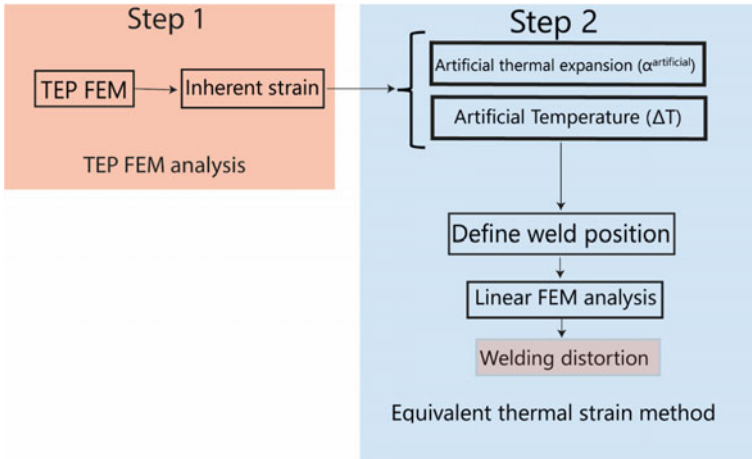 Step 1
TEP FEM
Inherent strain
TEP FEM analysis
Step 2
Artificial thermal expansion (α^artificial)
Artificial Temperature (ΔT)
Define weld position
Linear FEM analysis
Welding distortion
Equivalent thermal strain method